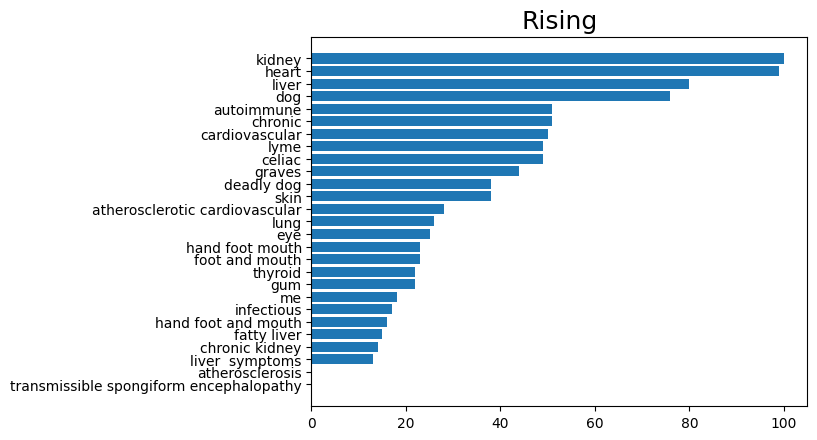 Rising
kidney
heart
liver
dog
autoimmune
chronic
cardiovascular
lyme
celiac
graves
deadly dog
skin
atherosclerotic cardiovascular
lung
eye
hand foot mouth
foot and mouth
thyroid
gum
me
infectious
hand foot and mouth
fatty liver
chronic kidney
liver  symptoms
atherosclerosis
transmissible spongiform encephalopathy
0 20 40 60 80 100